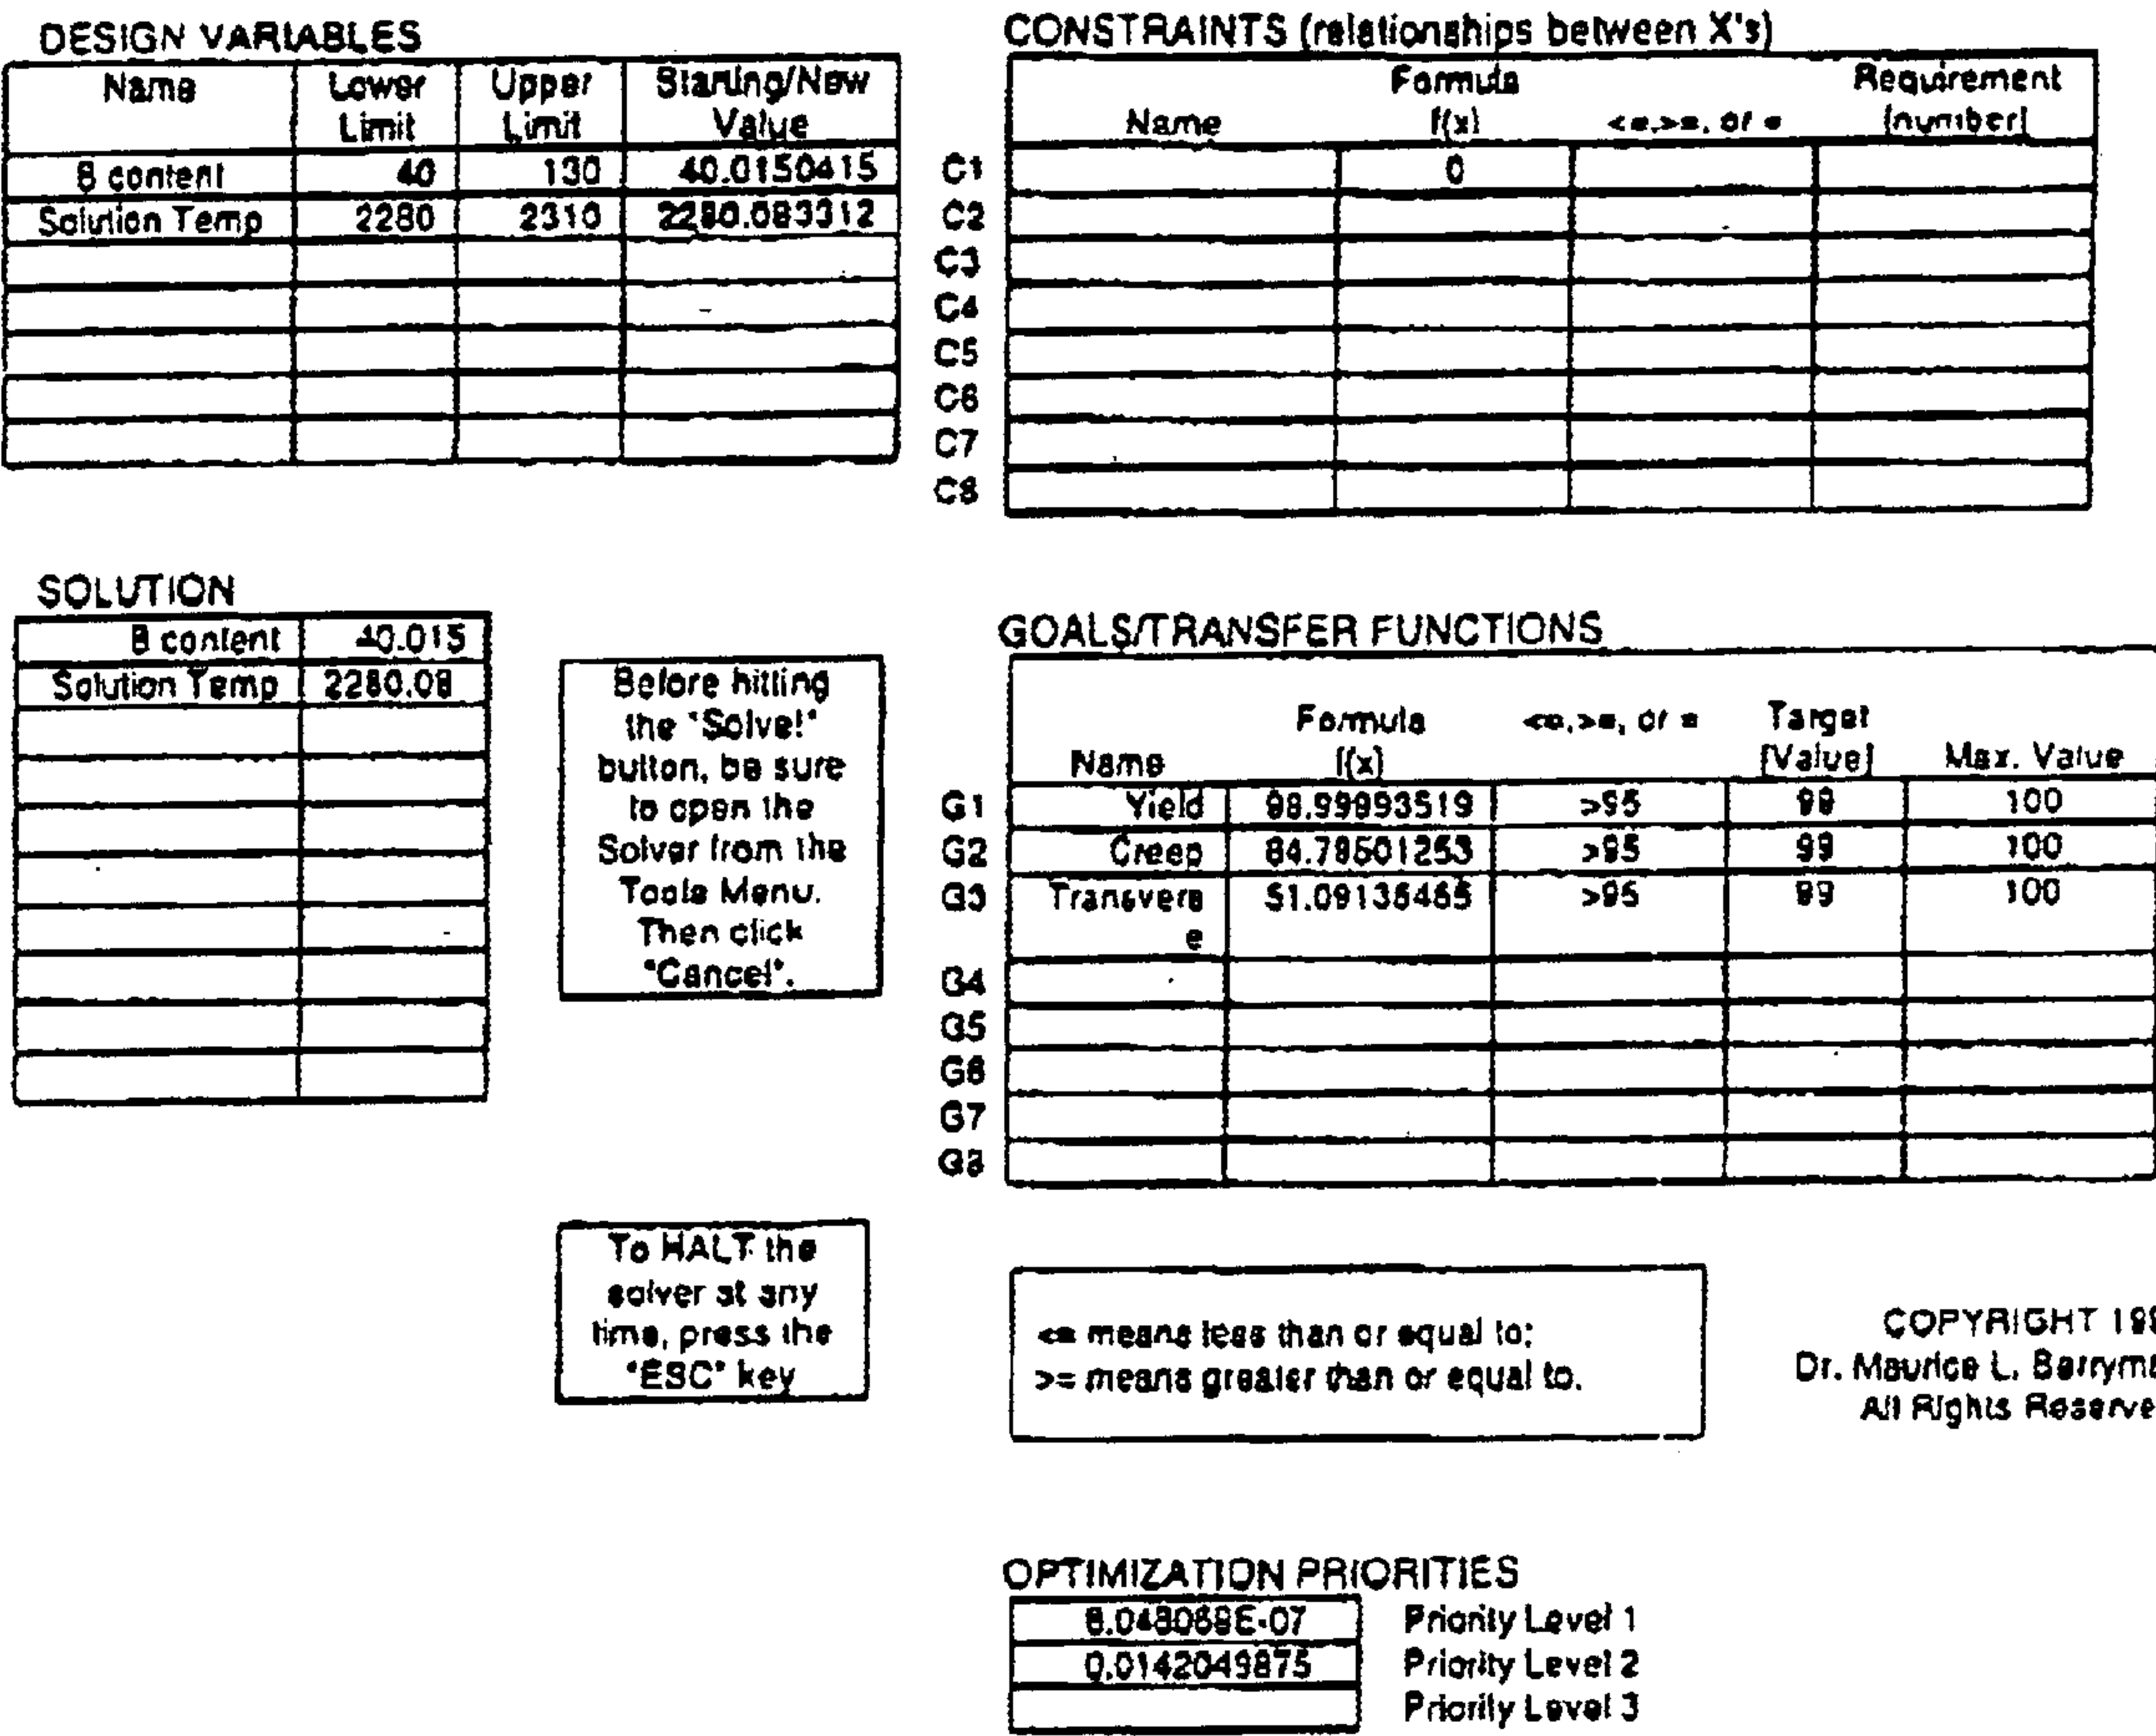 DESIGN VARIABLES
Name Lower Limit Upper Limit Starting/New Value
B content 40 130 40.0150415
Solution Temp 2280 2310 2280.083312
CONSTRAINTS (relationships between X's)
Name Formula f(x) <=,>=, or = Requirement [number]
C1 0
C2
C3
C4
C5
C6
C7
C8
SOLUTION
B content 40.015
Solution Temp 2280.08
Before hitting
the "Solve!"
button, be sure
to open the
Solver from the
Tools Menu.
Then click
"Cancel".
GOALS/TRANSFER FUNCTIONS
Name Formula f(x) <=,>=, or = Target [Value] Max. Value
G1 Yield 98.99993519 >95 99 100
G2 Creep 84.78501253 >95 99 100
G3 Transvers >95 99 100
e
G4
G5
G6
G7
G8
To HALT the
solver at any
time, press the
"ESC" key
<= means less than or equal to;
>= means greater than or equal to.
COPYRIGHT 199
Dr. Maurice L. Berryma
All Rights Reserve
OPTIMIZATION PRIORITIES
Priority Level 1
0.0142049875 Priority Level 2
Priority Level 3